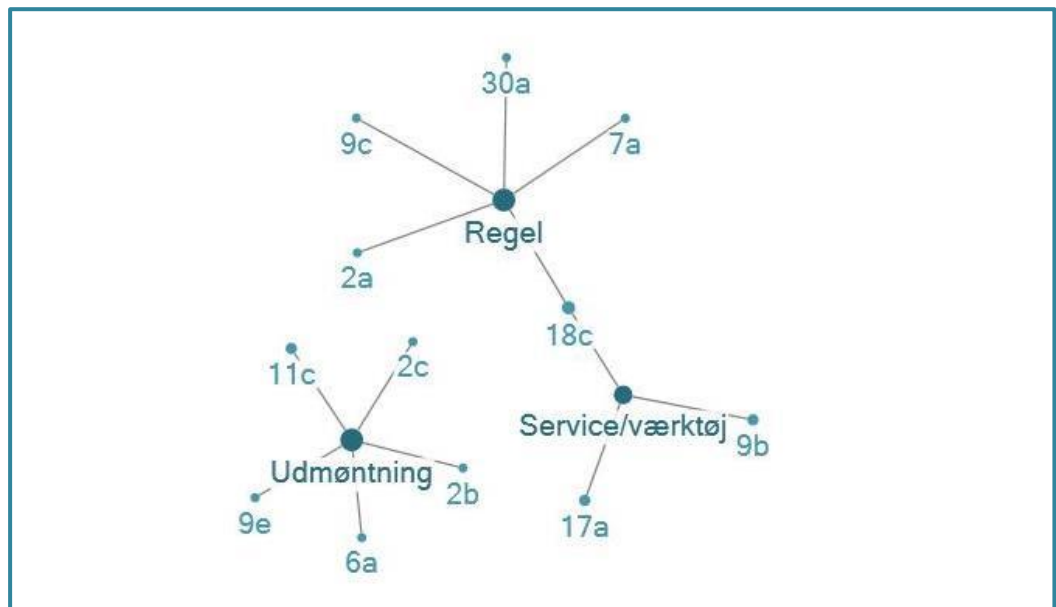 30a
9c
7a
Regel
2a
18c
11c
2c
Service/værktøj
9b
Udmøntning
2b
9e
17a
6a